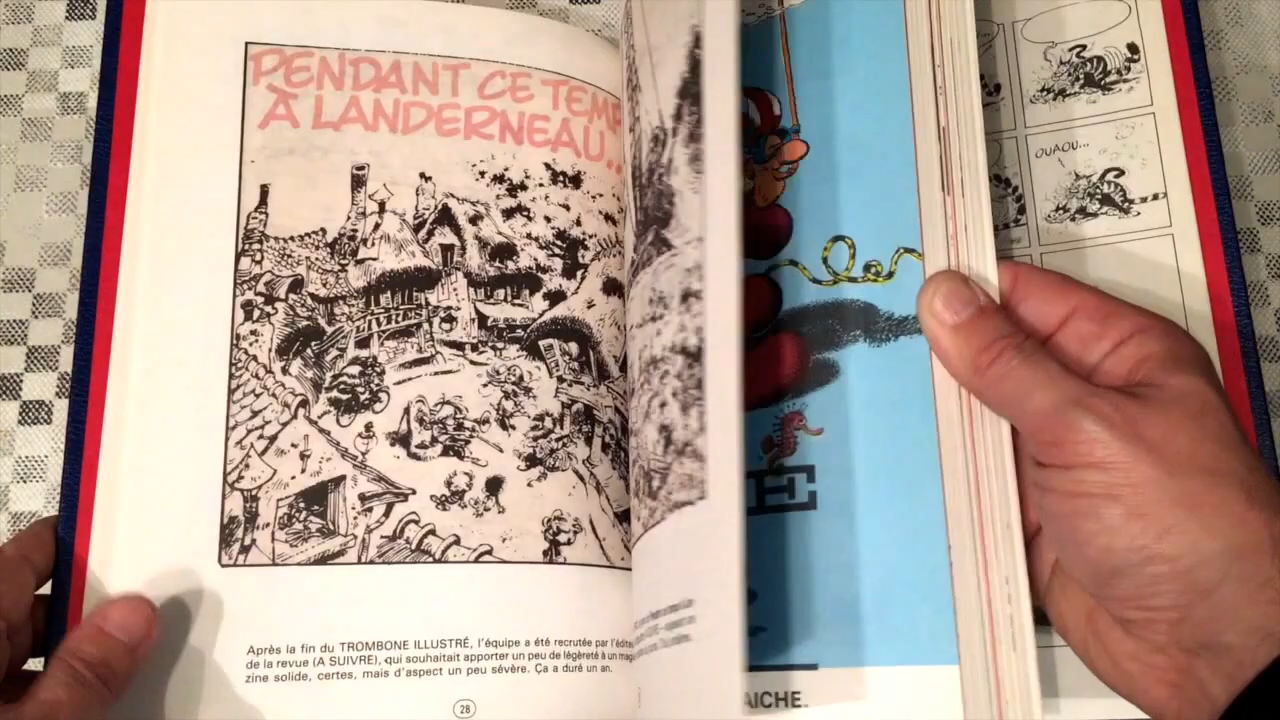 PENDANT CE TEMP
À LANDERNEAU...
LIVRES
Après la fin du TROMBONE ILLUSTRÉ, l'équipe a été recrutée par l'édite
de la revue (A SUIVRE), qui souhaitait apporter un peu de légèreté à un mag
zine solide, certes, mais d'aspect un peu sévère. Ça a duré un an.
28
E
AICHE.
OUAOU...